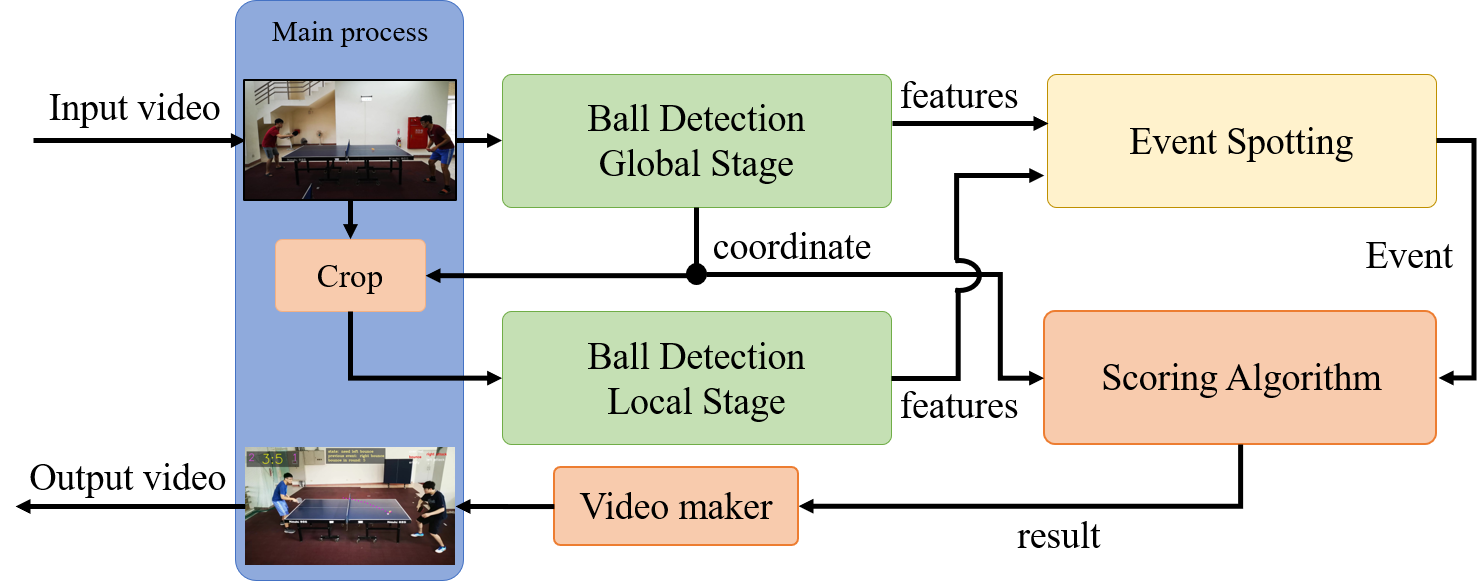 Main process
Input video
Ball Detection
Global Stage
features
Event Spotting
coordinate
Event
Crop
Ball Detection
Local Stage
features
Scoring Algorithm
3:5
Output video
Video maker
result